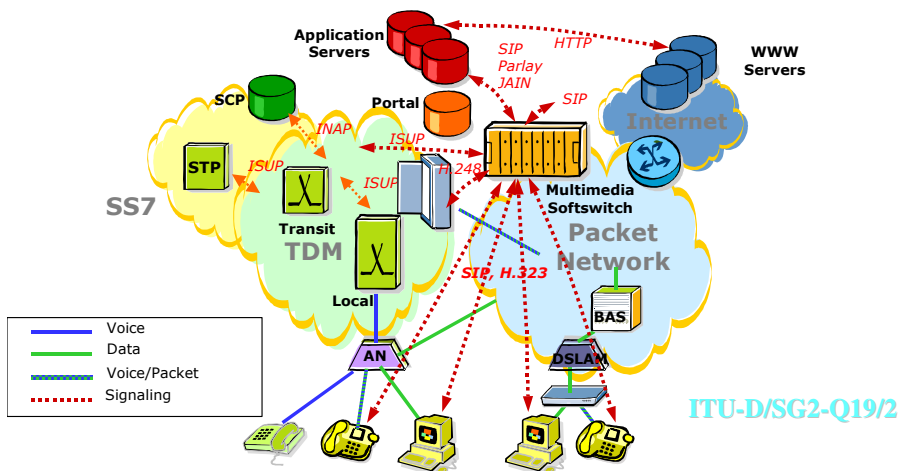 Application
Servers
HTTP
WWW
Servers
SIP
Parlay
JAIN
SCP
Portal
SIP
Internet
INAP
ISUP
STP
ISUP
H.248
ISUP
SS7
Multimedia
Softswitch
Transit
TDM
Packet
Network
SIP, H.323
Local
BAS
Voice
Data
Voice/Packet
Signaling
AN
DSLAM
ITU-D/SG2-Q19/2